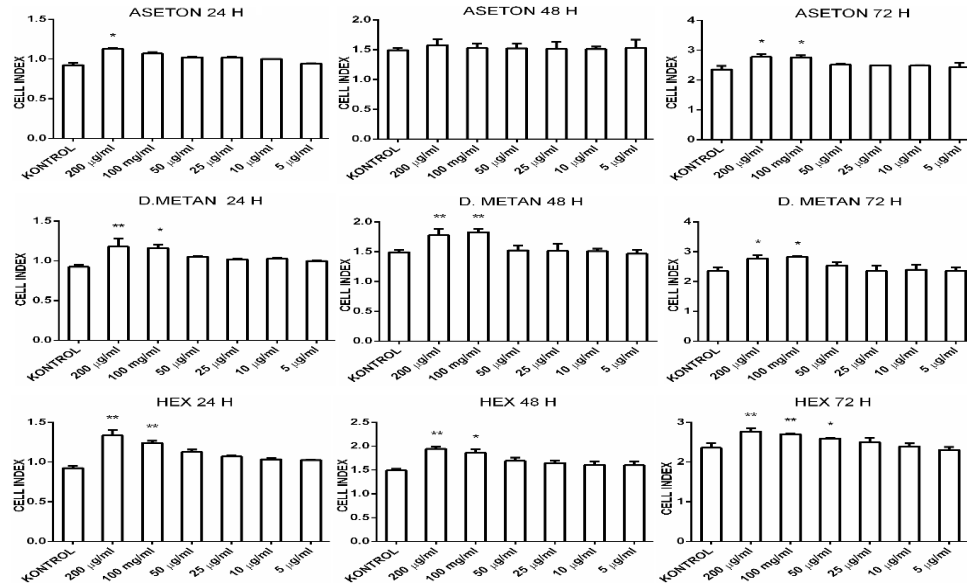 ASETON 24 H
CELL INDEX
1.5
1.0
0.5
0.0
*
KONTROL
200 µg/ml
100 mg/ml
50 µg/ml
25 µg/ml
10 µg/ml
5 µg/ml
ASETON 48 H
CELL INDEX
2.0
1.5
1.0
0.5
0.0
KONTROL
200 µg/ml
100 mg/ml
50 µg/ml
25 µg/ml
10 µg/ml
5 µg/ml
ASETON 72 H
CELL INDEX
4
3
2
1
0
*
*
KONTROL
200 µg/ml
100 mg/ml
50 µg/ml
25 µg/ml
10 µg/ml
5 µg/ml
D.METAN 24 H
CELL INDEX
1.5
1.0
0.5
**
*
KONTROL
200 µg/ml
100 mg/ml
50 µg/ml
25 µg/ml
10 µg/ml
5 µg/ml
D. METAN 48 H
CELL INDEX
2.0
1.5
1.0
0.5
**
**
KONTROL
200 µg/ml
100 mg/ml
50 µg/ml
25 µg/ml
10 µg/ml
5 µg/ml
D. METAN 72 H
CELL INDEX
4
3
2
1
*
*
KONTROL
200 µg/ml
100 mg/ml
50 µg/ml
25 µg/ml
10 µg/ml
5 µg/ml
HEX 24 H
CELL INDEX
1.5
1.0
0.5
**
**
KONTROL
200 µg/ml
100 mg/ml
50 µg/ml
25 µg/ml
10 µg/ml
5 µg/ml
HEX 48 H
CELL INDEX
2.5
2.0
1.5
1.0
0.5
**
*
KONTROL
200 µg/ml
100 mg/ml
50 µg/ml
25 µg/ml
10 µg/ml
5 µg/ml
HEX 72 H
CELL INDEX
3
2
1
**
**
*
KONTROL
200 µg/ml
100 mg/ml
50 µg/ml
25 µg/ml
10 µg/ml
5 µg/ml